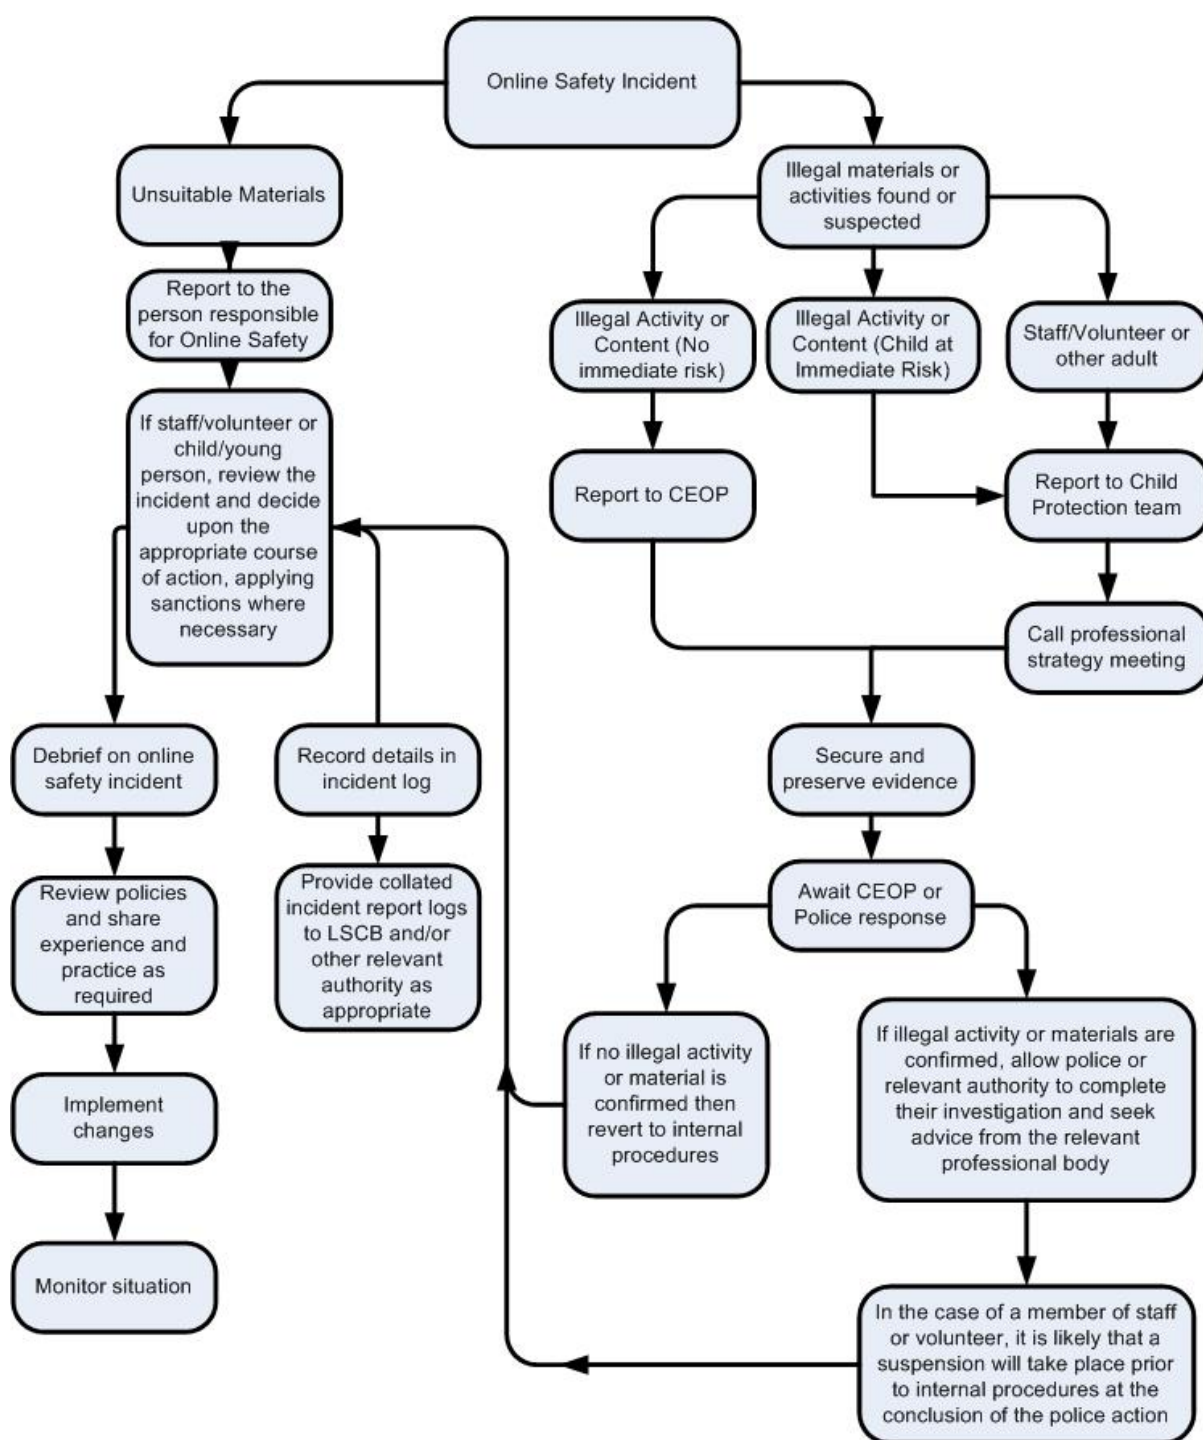 Online Safety Incident
Unsuitable Materials
Illegal materials or
activities found or
suspected
Report to the
person responsible
for Online Safety
Illegal Activity or
Content (No
immediate risk)
Illegal Activity or
Content (Child at
Immediate Risk)
Staff/Volunteer or
other adult
If staff/volunteer or
child/young
person, review the
incident and decide
upon the
appropriate course
of action, applying
sanctions where
necessary
Report to CEOP
Report to Child
Protection team
Call professional
strategy meeting
Debrief on online
safety incident
Record details in
incident log
Secure and
preserve evidence
Review policies
and share
experience and
practice as
required
Provide collated
incident report logs
to LSCB and/or
other relevant
authority as
appropriate
Await CEOP or
Police response
If no illegal activity
or material is
confirmed then
revert to internal
procedures
If illegal activity or materials are
confirmed, allow police or
relevant authority to complete
their investigation and seek
advice from the relevant
professional body
Implement
changes
Monitor situation
In the case of a member of staff
or volunteer, it is likely that a
suspension will take place prior
to internal procedures at the
conclusion of the police action